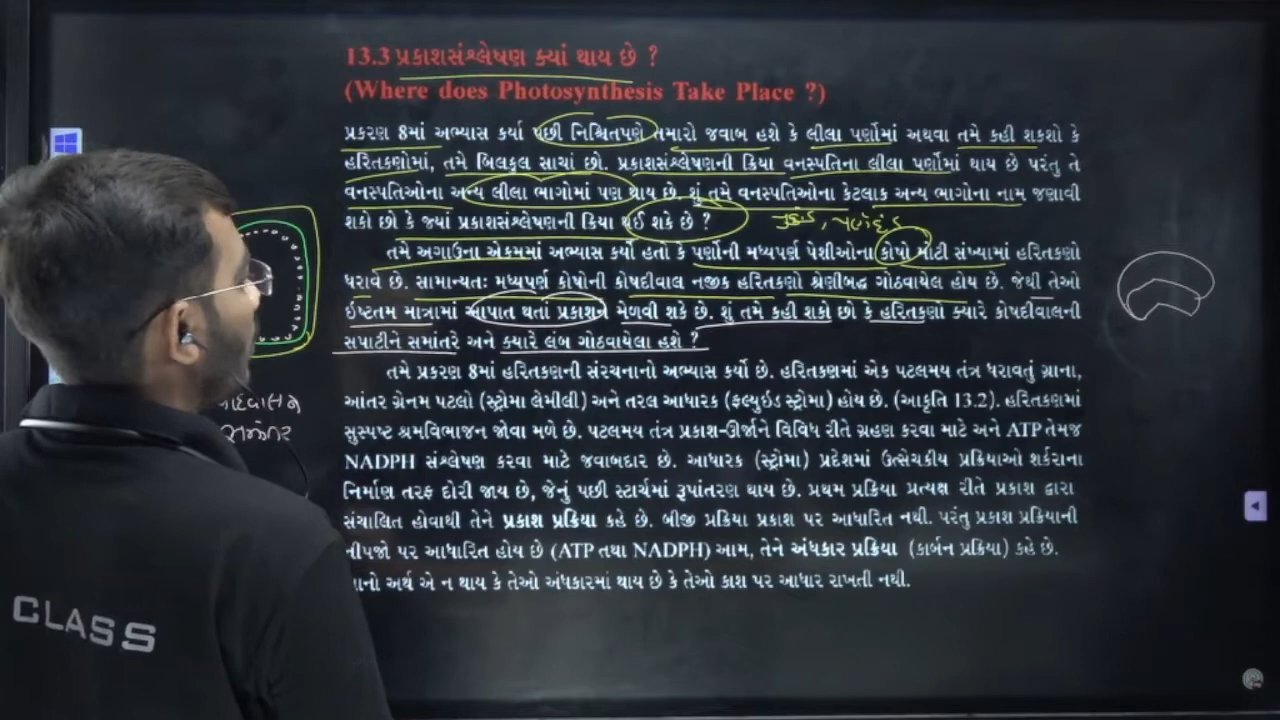 13.3 પ્રકાશસંશ્લેષણ ક્યાં થાય છે ?
(Where does Photosynthesis Take Place ?)
પ્રકરણ 8માં અભ્યાસ કર્યા પછી નિશ્ચિતપણે તમારો જવાબ હશે કે લીલા પર્ણોમાં અથવા તમે કહી શકશો કે
હરિતકણોમાં, તમે બિલકુલ સાચાં છો. પ્રકાશસંશ્લેષણની ક્રિયા વનસ્પતિના લીલા પર્ણોમાં થાય છે પરંતુ તે
વનસ્પતિઓના અન્ય લીલા ભાગોમાં પણ થાય છે. શું તમે વનસ્પતિઓના કેટલાક અન્ય ભાગોના નામ જણાવી
શકો છો કે જ્યાં પ્રકાશસંશ્લેષણની ક્રિયા થઈ શકે છે ?
તમે અગાઉના એકમમાં અભ્યાસ કર્યો હતો કે પર્ણોની મધ્યપર્ણ પેશીઓના કોષો મોટી સંખ્યામાં હરિતકણો
ધરાવે છે. સામાન્યતઃ મધ્યપર્ણ કોષોની કોષદીવાલ નજીક હરિતકણો શ્રેણીબદ્ધ ગોઠવાયેલ હોય છે. જેથી તેઓ
ઈષ્ટતમ માત્રામાં આપાત થતાં પ્રકાશને મેળવી શકે છે. શું તમે કહી શકો છો કે હરિતકણો ક્યારે કોષદીવાલની
સપાટીને સમાંતરે અને ક્યારે લંબ ગોઠવાયેલા હશે ?
તમે પ્રકરણ 8માં હરિતકણની સંરચનાનો અભ્યાસ કર્યો છે. હરિતકણમાં એક પટલમય તંત્ર ધરાવતું ગ્રાના,
આંતર ગ્રેનમ પટલો (સ્ટ્રોમા લેમીલી) અને તરલ આધારક (ફ્લ્યુઇડ સ્ટ્રોમા) હોય છે. (આકૃતિ 13.2). હરિતકણમાં
સુસ્પષ્ટ શ્રમવિભાજન જોવા મળે છે. પટલમય તંત્ર પ્રકાશ-ઊર્જાને વિવિધ રીતે ગ્રહણ કરવા માટે અને ATP તેમજ
NADPH સંશ્લેષણ કરવા માટે જવાબદાર છે. આધારક (સ્ટ્રોમા) પ્રદેશમાં ઉત્સેચકીય પ્રક્રિયાઓ શર્કરાના
નિર્માણ તરફ દોરી જાય છે, જેનું પછી સ્ટાર્ચમાં રૂપાંતરણ થાય છે. પ્રથમ પ્રક્રિયા પ્રત્યક્ષ રીતે પ્રકાશ દ્વારા
સંચાલિત હોવાથી તેને પ્રકાશ પ્રક્રિયા કહે છે. બીજી પ્રક્રિયા પ્રકાશ પર આધારિત નથી. પરંતુ પ્રકાશ પ્રક્રિયાની
નીપજો પર આધારિત હોય છે (ATP તથા NADPH) આમ, તેને અંધકાર પ્રક્રિયા (કાર્બન પ્રક્રિયા) કહે છે.
એ ન થાય કે તેઓ અંધકારમાં થાય છે કે તેઓ કાશ પર આધાર રાખતી નથી.
CLASS